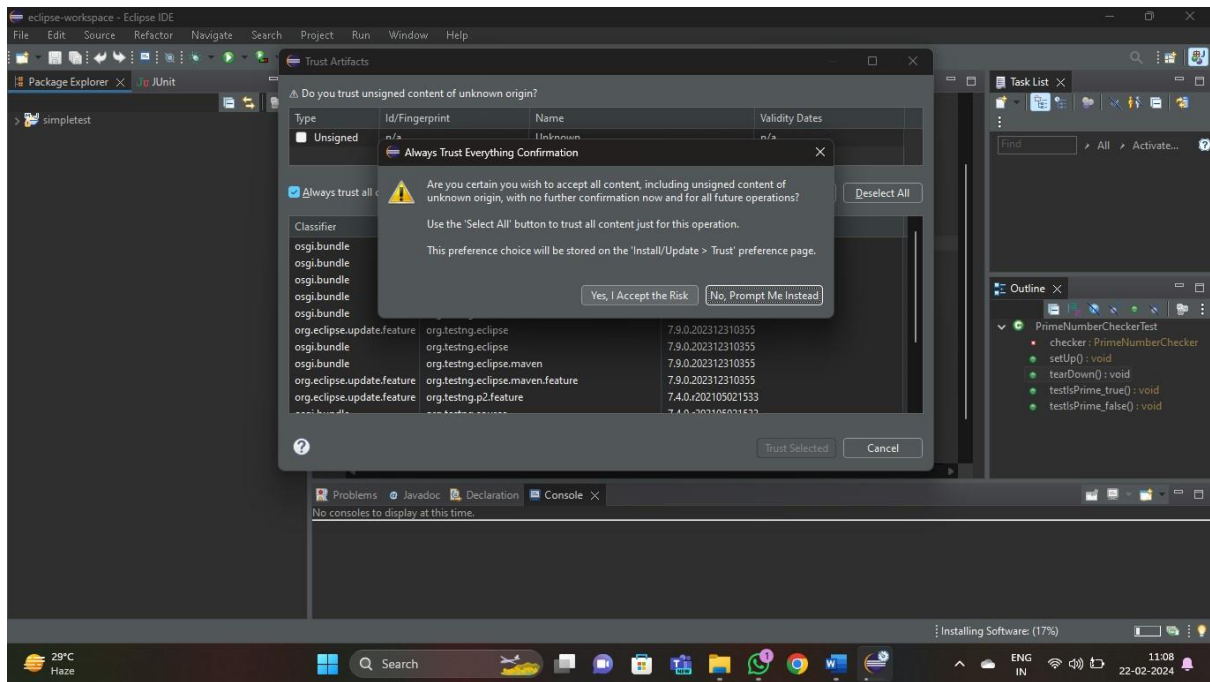 eclipse-workspace - Eclipse IDE
File Edit Source Refactor Navigate Search Project Run Window Help
Package Explorer
JUnit
simpletest
Trust Artifacts
Do you trust unsigned content of unknown origin?
Type Id/Fingerprint Name Validity Dates
Unsigned n/a Unknown n/a
Always trust all
Deselect All
Classifier
osgi.bundle
osgi.bundle
osgi.bundle
osgi.bundle
osgi.bundle
org.eclipse.update.feature org.testng.eclipse 7.9.0.202312310355
osgi.bundle org.testng.eclipse 7.9.0.202312310355
osgi.bundle org.testng.eclipse.maven 7.9.0.202312310355
org.eclipse.update.feature org.testng.eclipse.maven.feature 7.9.0.202312310355
org.eclipse.update.feature org.testng.p2.feature 7.4.0.r202105021533
Trust Selected
Cancel
Always Trust Everything Confirmation
Are you certain you wish to accept all content, including unsigned content of
unknown origin, with no further confirmation now and for all future operations?
Use the 'Select All' button to trust all content just for this operation.
This preference choice will be stored on the 'Install/Update > Trust' preference page.
Yes, I Accept the Risk
No, Prompt Me Instead
Task List
Find
All
Activate...
Outline
PrimeNumberCheckerTest
checker : PrimeNumberChecker
setUp() : void
tearDown() : void
testIsPrime_true() : void
testIsPrime_false() : void
Problems Javadoc Declaration Console
No consoles to display at this time.
Installing Software: (17%)
29°C
Haze
Search
ENG
IN
11:08
22-02-2024